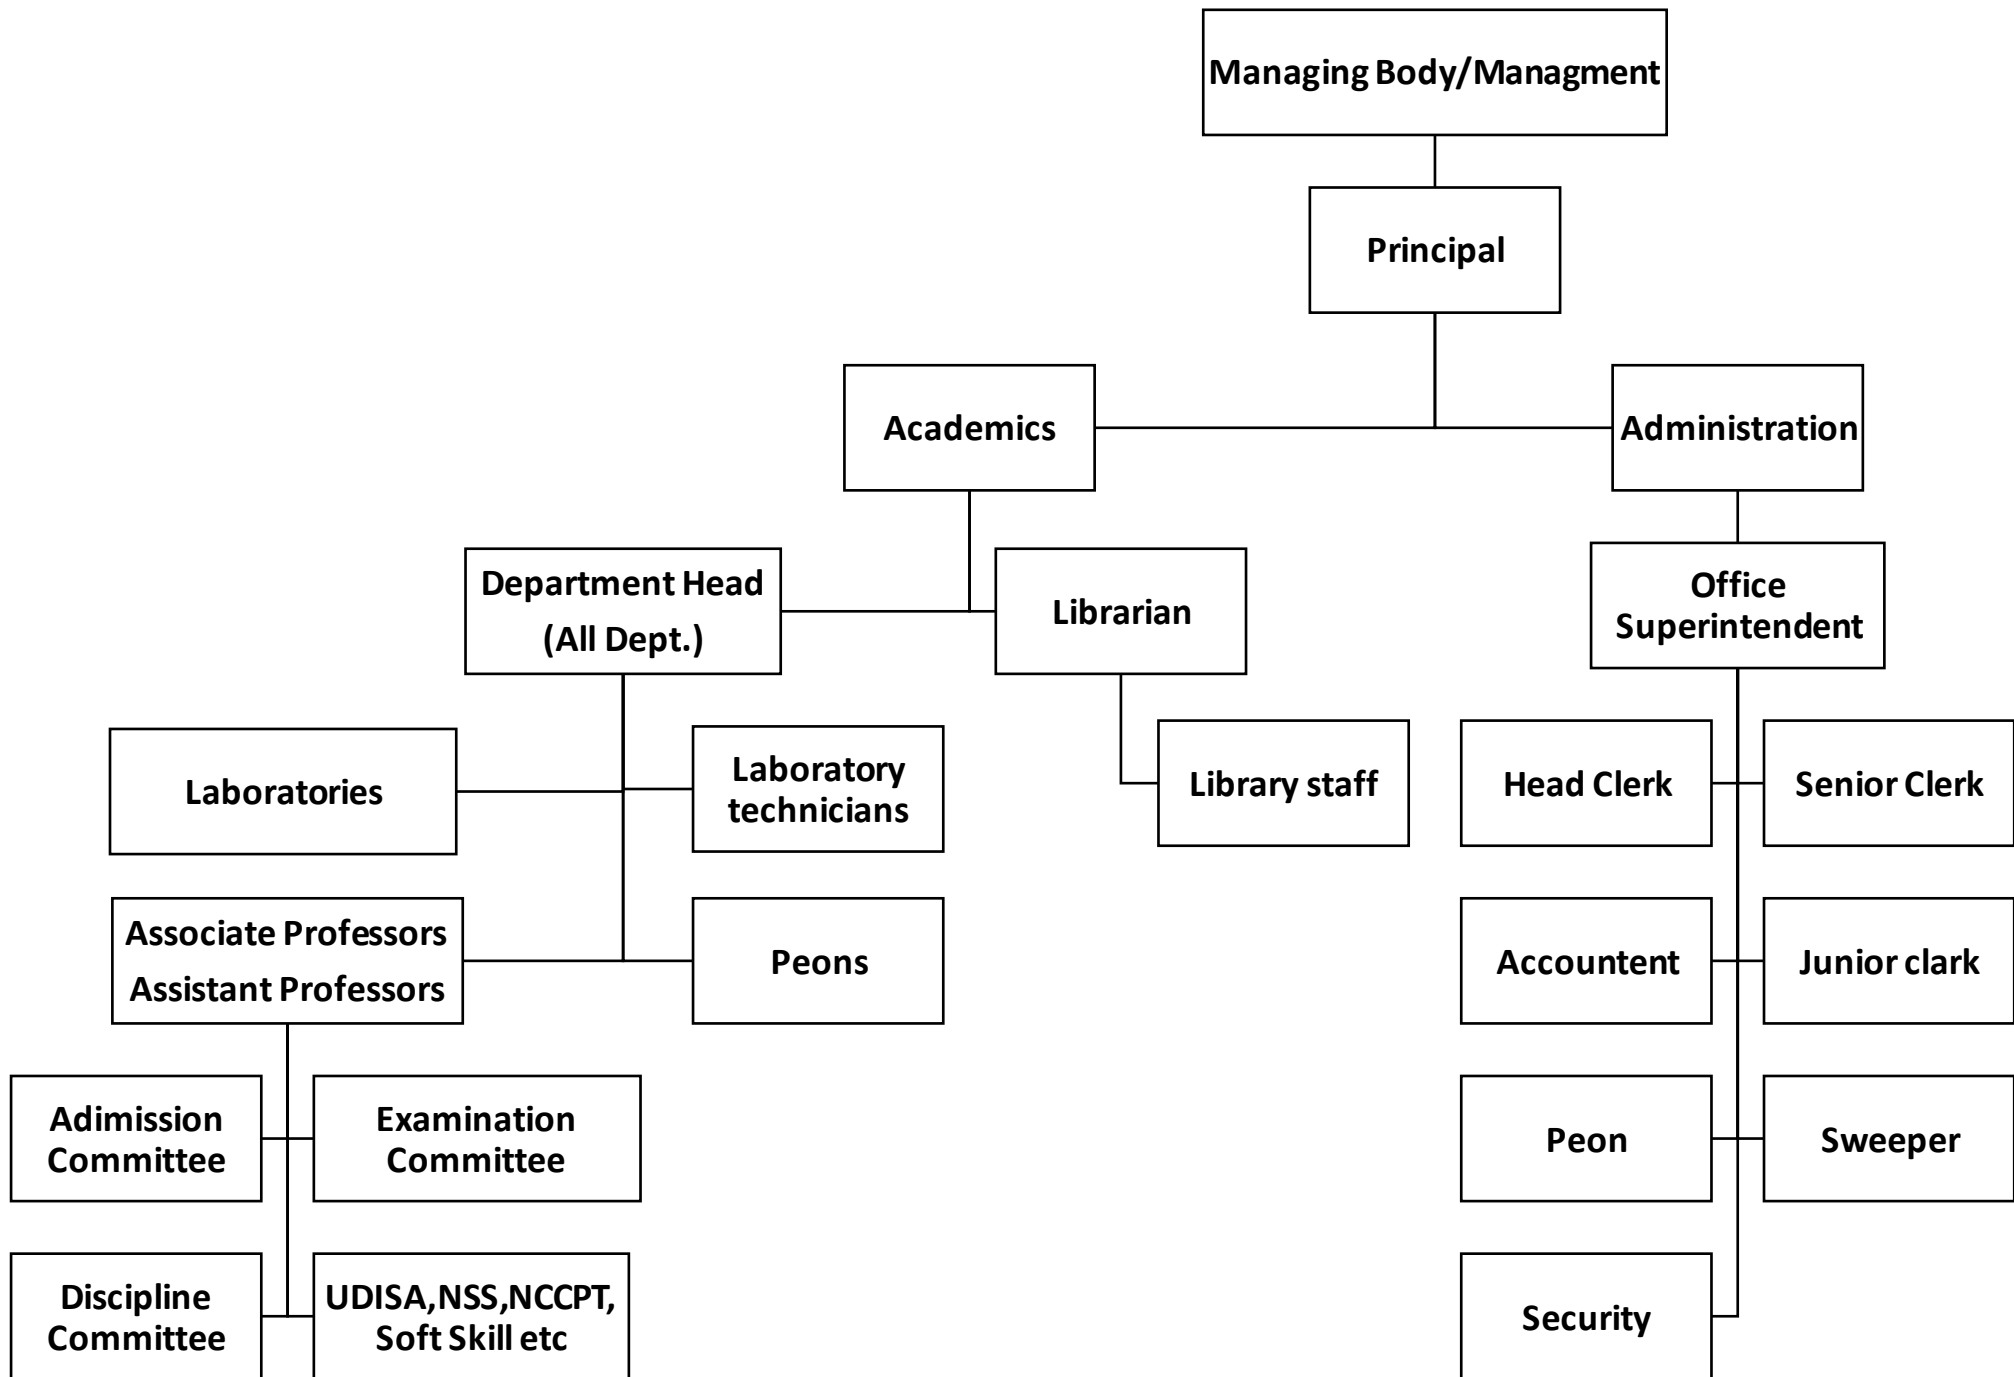 Managing Body/Managment
Principal
Academics
Administration
Department Head
(All Dept.)
Librarian
Office
Superintendent
Laboratories
Laboratory
technicians
Library staff
Head Clerk
Senior Clerk
Associate Professors
Assistant Professors
Peons
Accountent
Junior clark
Adimission
Committee
Examination
Committee
Peon
Sweeper
Discipline
Committee
UDISA,NSS,NCCPT,
Soft Skill etc
Security